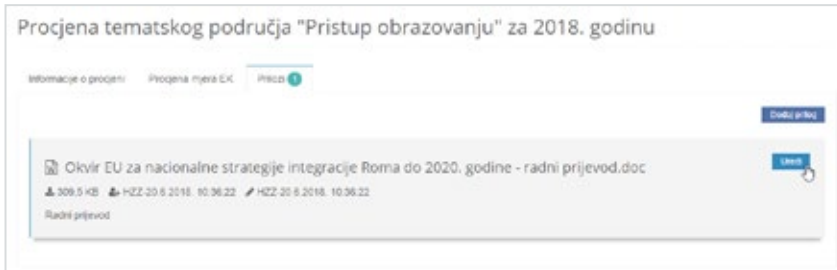 Procjena tematskog područja "Pristup obrazovanju" za 2018. godinu
Informacije o procjeni Procjena mjera EK Prilozi 1
Dodaj prilog
Okvir EU za nacionalne strategije integracije Roma do 2020. godine - radni prijevod.doc
Uredi
309,5 KB HZZ-20.6.2018. 10:36:22 HZZ-20.6.2018. 10:36:22
Radni prijevod